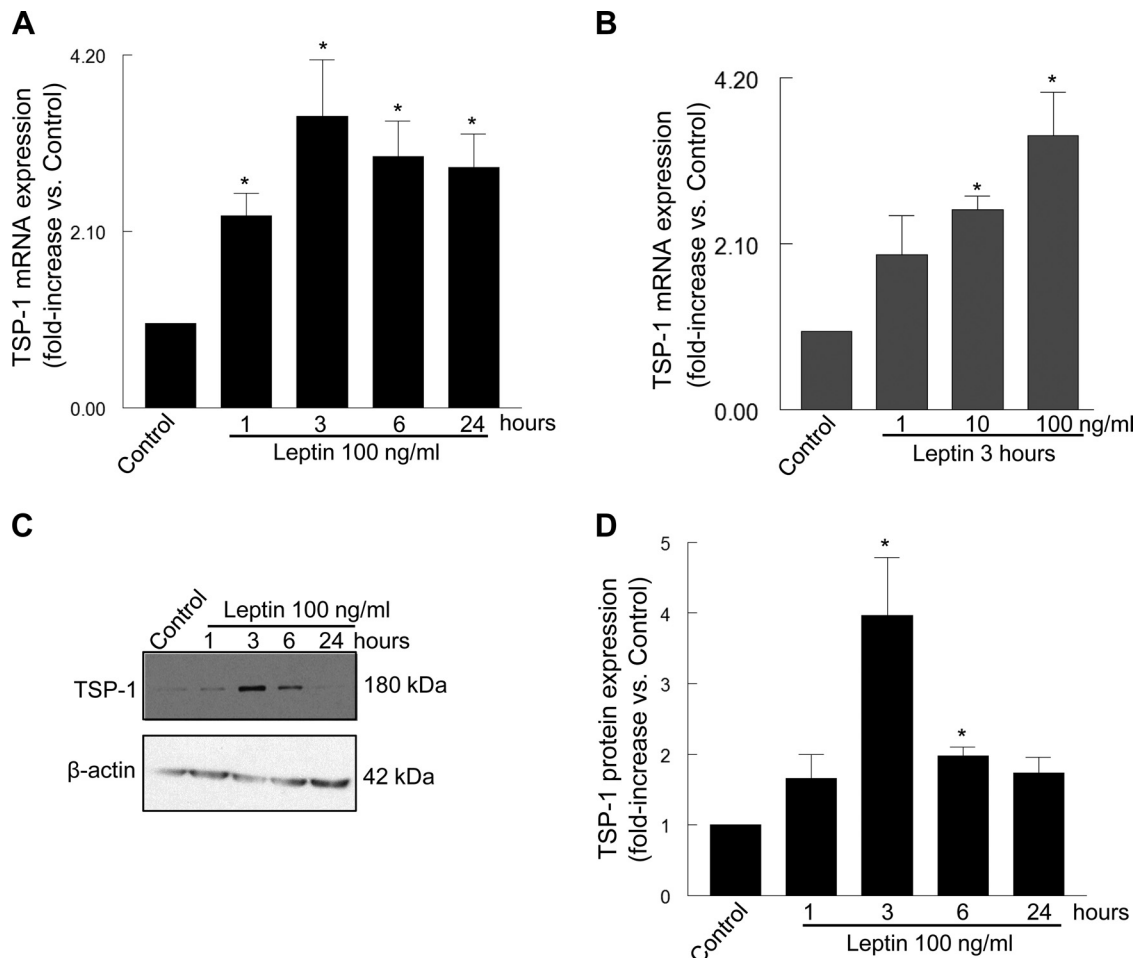 A
TSP-1 mRNA expression
(fold-increase vs. Control)
4.20
2.10
0.00
* * * *
Control
1 3 6 24 hours
Leptin 100 ng/ml
B
TSP-1 mRNA expression
(fold-increase vs. Control)
4.20
2.10
0.00
* *
Control
1 10 100 ng/ml
Leptin 3 hours
C
Control
Leptin 100 ng/ml
1 3 6 24 hours
TSP-1
180 kDa
β-actin
42 kDa
D
TSP-1 protein expression
(fold-increase vs. Control)
5
4
3
2
1
0
* *
Control
1 3 6 24 hours
Leptin 100 ng/ml